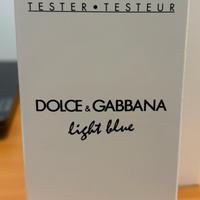 TESTER•TESTEUR
DOLCE & GABBANA
light blue